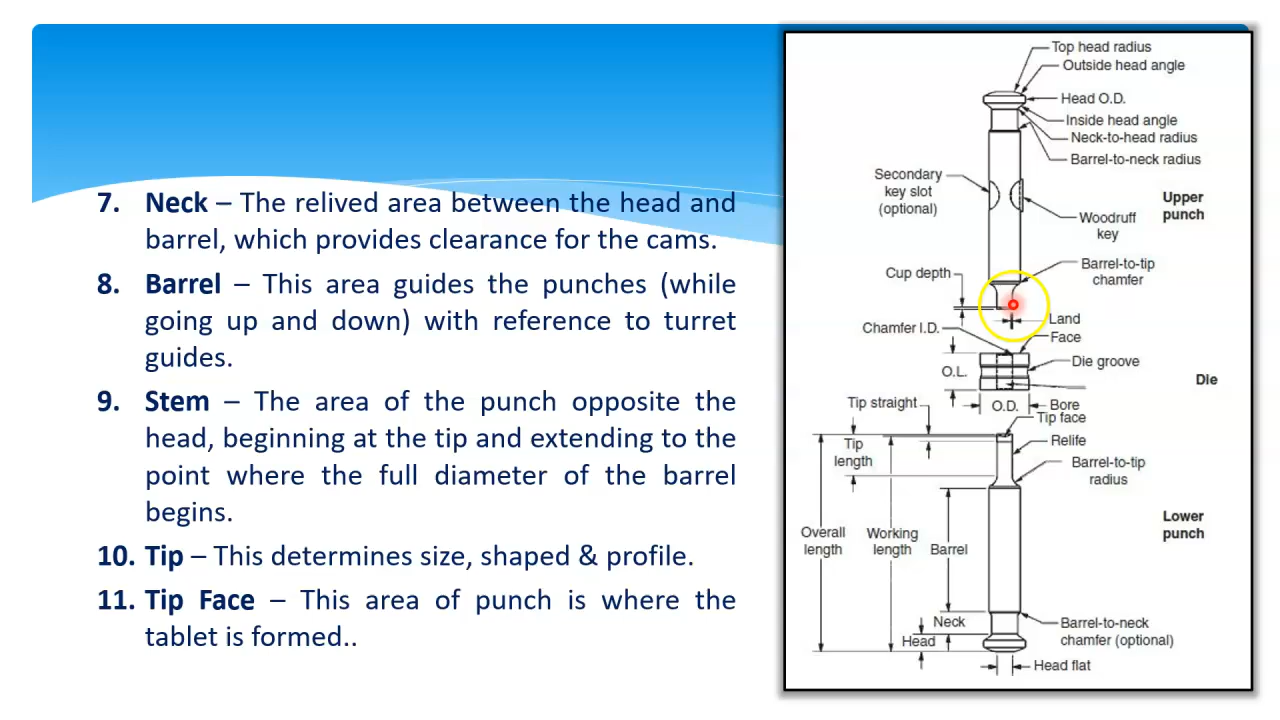 7. Neck – The relived area between the head and
barrel, which provides clearance for the cams.
8. Barrel – This area guides the punches (while
going up and down) with reference to turret
guides.
9. Stem – The area of the punch opposite the
head, beginning at the tip and extending to the
point where the full diameter of the barrel
begins.
10. Tip – This determines size, shaped & profile.
11. Tip Face – This area of punch is where the
tablet is formed..
Top head radius
Outside head angle
Head O.D.
Inside head angle
Neck-to-head radius
Barrel-to-neck radius
Secondary
key slot
(optional)
Upper
punch
Woodruff
key
Barrel-to-tip
chamfer
Cup depth
Land
Chamfer I.D.
Face
Die groove
O.L.
Die
Tip straight
O.D.
Bore
Tip face
Tip
length
Relife
Barrel-to-tip
radius
Lower
punch
Overall
length
Working
length
Barrel
Neck
Head
Barrel-to-neck
chamfer (optional)
Head flat